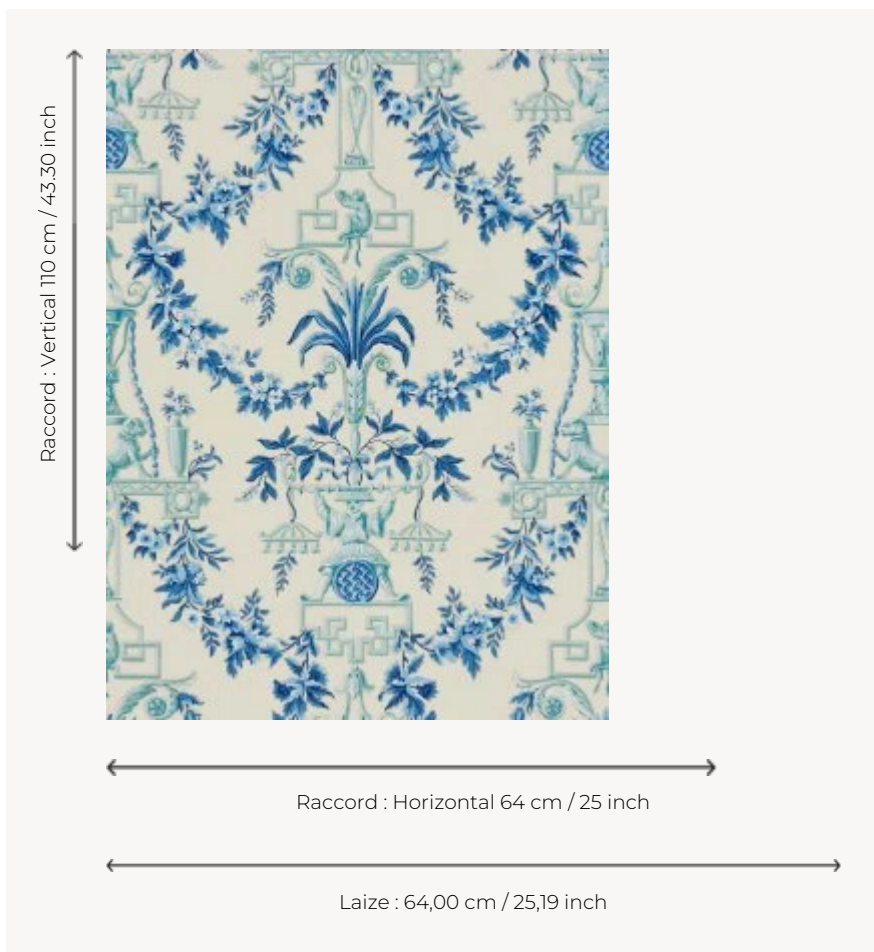 Raccord : Vertical 110 cm / 43.30 inch
Raccord : Horizontal 64 cm / 25 inch
Laize : 64,00 cm / 25,19 inch